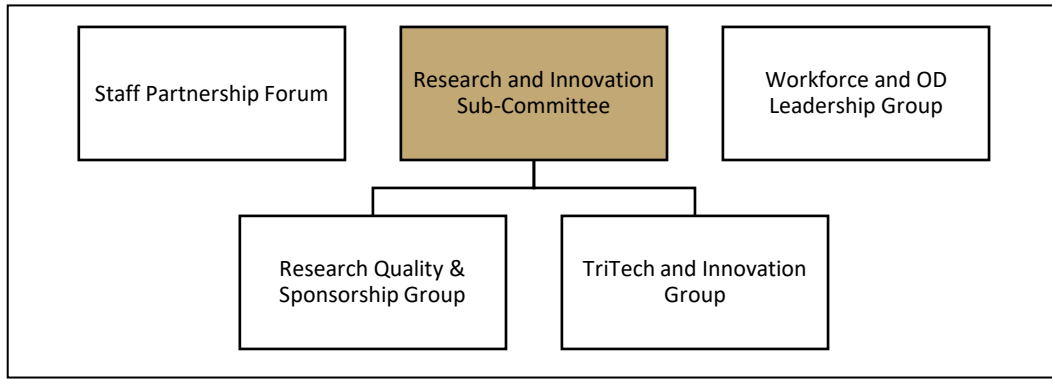 Staff Partnership Forum
Research and Innovation
Sub-Committee
Workforce and OD
Leadership Group
Research Quality &
Sponsorship Group
TriTech and Innovation
Group